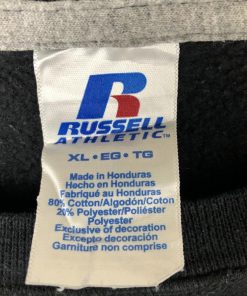 RUSSELL
ATHLETIC™
XL • EG • TG
Made in Honduras
Hecho en Honduras
Fabriqué au Honduras
80% Cotton/Algodón/Coton
20% Polyester/Poliéster
Polyester
Exclusive of decoration
Excepto decoración
Garniture non comprise